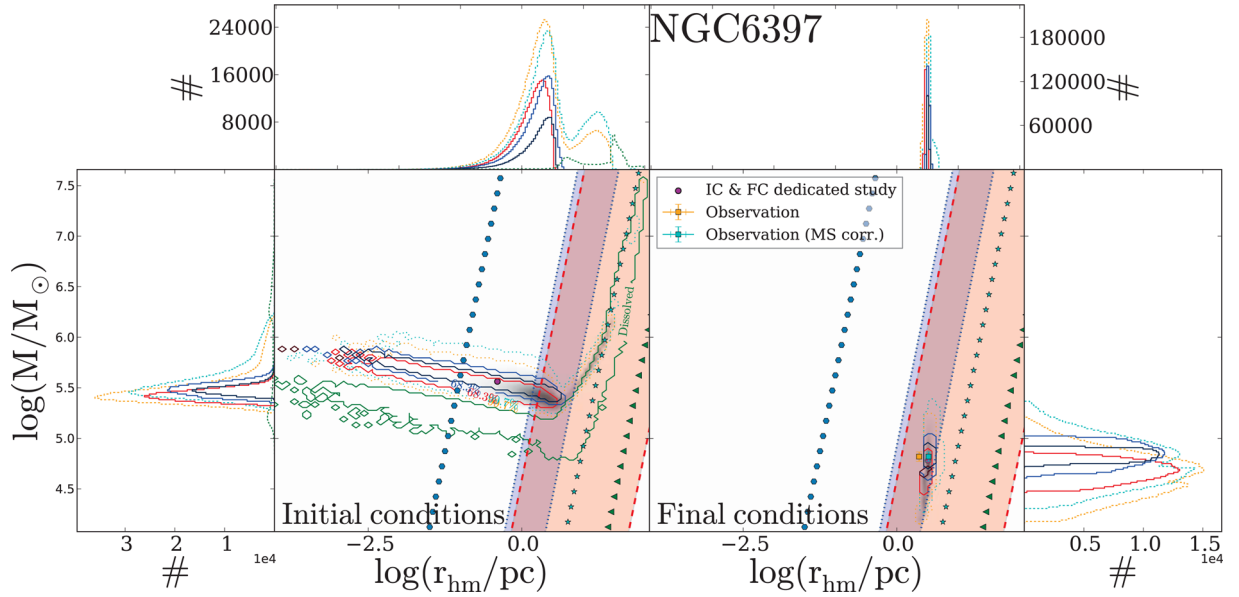 24000
16000
8000
#
NGC6397
180000
120000
60000
#
7.5
7.0
6.5
6.0
5.5
5.0
4.5
log(M/M⊙)
IC & FC dedicated study
Observation
Observation (MS corr.)
Dissolved
Initial conditions
Final conditions
3 2 1
1e4
#
−2.5 0.0
log(r_hm/pc)
−2.5 0.0
log(r_hm/pc)
0.5 1.0 1.5
1e4
#